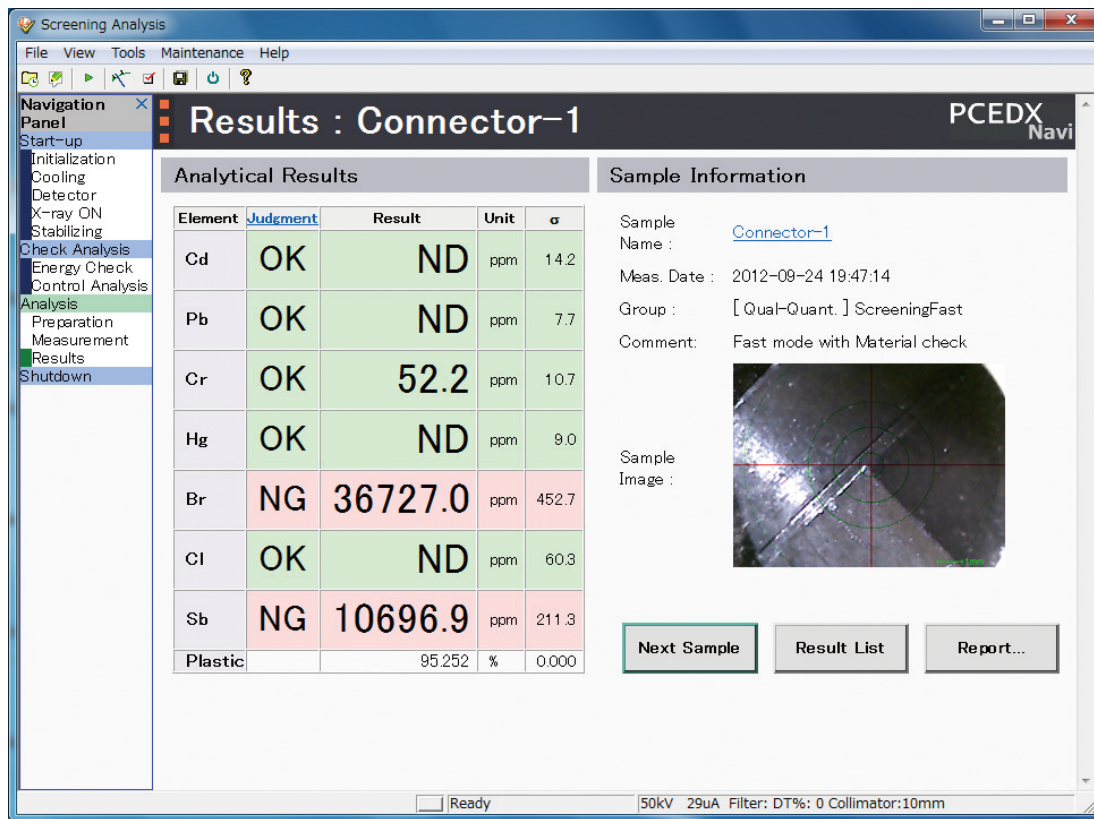 Screening Analysis
File View Tools Maintenance Help
Navigation Panel
Start-up
Initialization
Cooling
Detector
X-ray ON
Stabilizing
Check Analysis
Energy Check
Control Analysis
Analysis
Preparation
Measurement
Results
Shutdown
Results : Connector-1
PCEDX Navi
Analytical Results
Element Judgment Result Unit σ
Cd OK ND ppm 14.2
Pb OK ND ppm 7.7
Cr OK 52.2 ppm 10.7
Hg OK ND ppm 9.0
Br NG 36727.0 ppm 452.7
Cl OK ND ppm 60.3
Sb NG 10696.9 ppm 211.3
Plastic 95.252 % 0.000
Sample Information
Sample Name : Connector-1
Meas. Date : 2012-09-24 19:47:14
Group : [ Qual-Quant. ] ScreeningFast
Comment: Fast mode with Material check
Sample Image :
1mm
Next Sample Result List Report...
Ready 50kV 29uA Filter: DT%: 0 Collimator:10mm